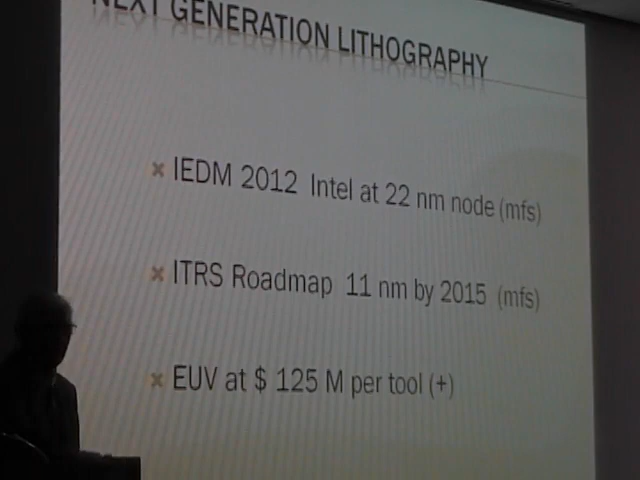 NEXT GENERATION LITHOGRAPHY
IEDM 2012 Intel at 22 nm node (mfs)
ITRS Roadmap 11 nm by 2015 (mfs)
EUV at $ 125 M per tool (+)